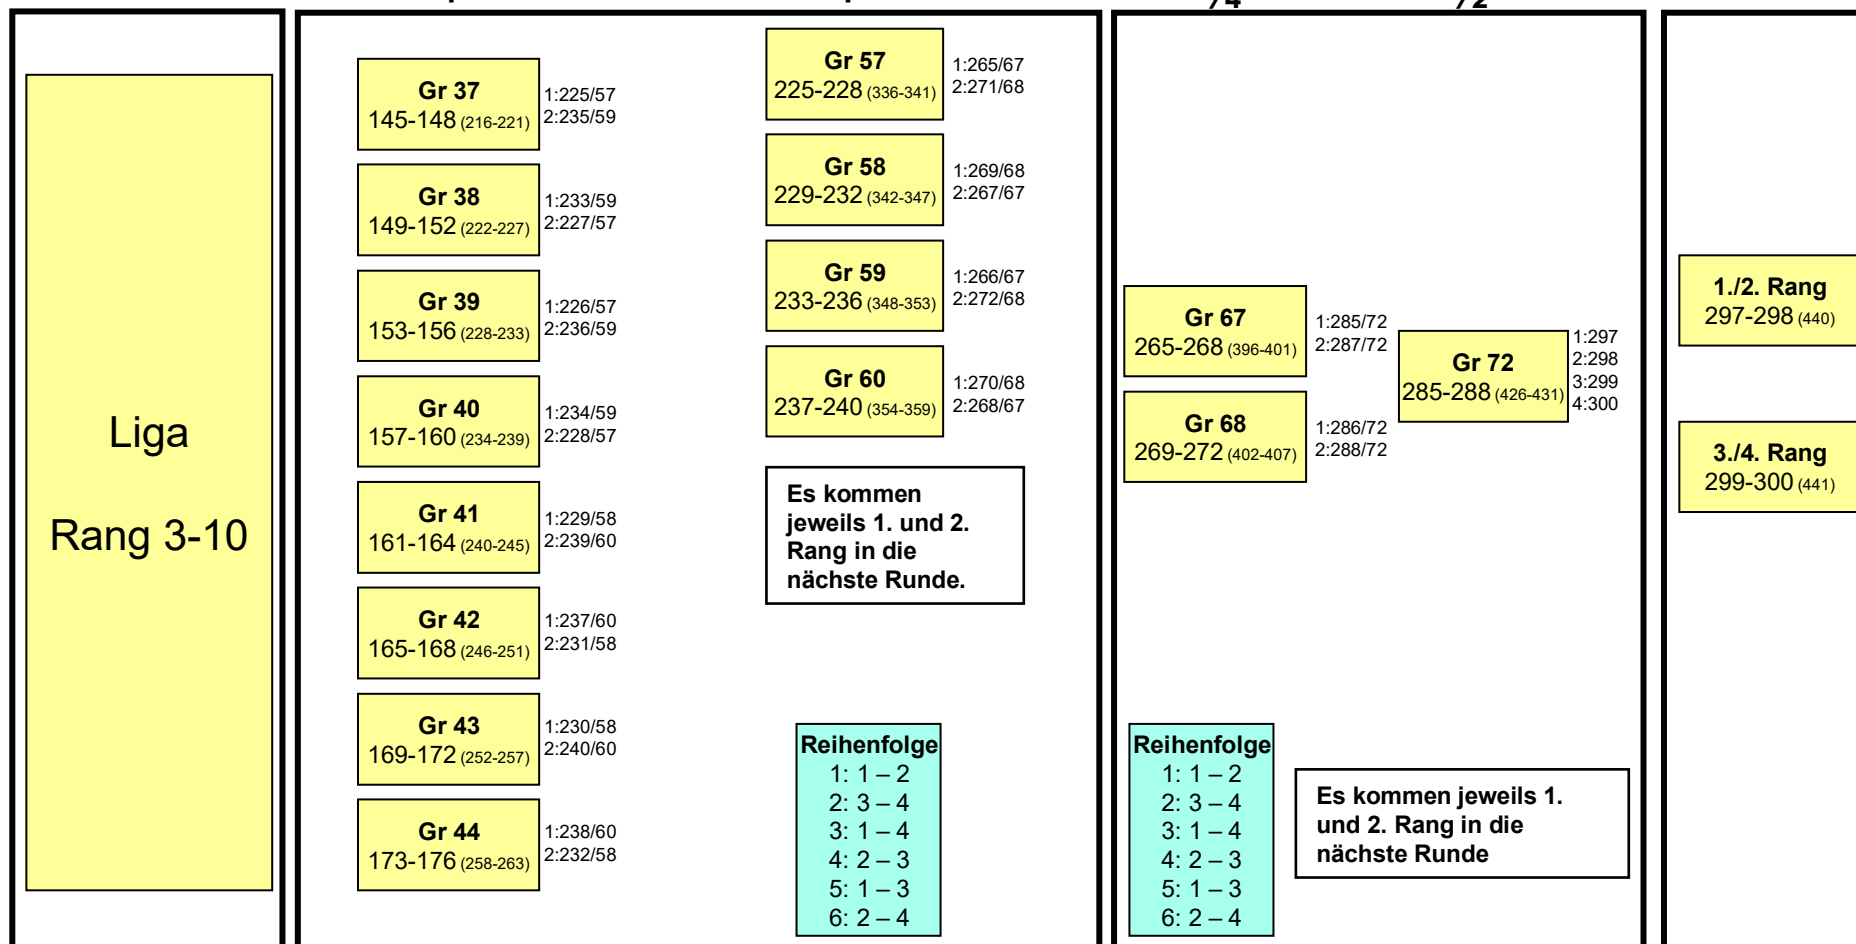 Liga
Rang 3-10
Gr 37
145-148 (216-221)
1:225/57
2:235/59
Gr 38
149-152 (222-227)
1:233/59
2:227/57
Gr 39
153-156 (228-233)
1:226/57
2:236/59
Gr 40
157-160 (234-239)
1:234/59
2:228/57
Gr 41
161-164 (240-245)
1:229/58
2:239/60
Gr 42
165-168 (246-251)
1:237/60
2:231/58
Gr 43
169-172 (252-257)
1:230/58
2:240/60
Gr 44
173-176 (258-263)
1:238/60
2:232/58
Gr 57
225-228 (336-341)
1:265/67
2:271/68
Gr 58
229-232 (342-347)
1:269/68
2:267/67
Gr 59
233-236 (348-353)
1:266/67
2:272/68
Gr 60
237-240 (354-359)
1:270/68
2:268/67
Es kommen
jeweils 1. und 2.
Rang in die
nächste Runde.
Reihenfolge
1: 1 – 2
2: 3 – 4
3: 1 – 4
4: 2 – 3
5: 1 – 3
6: 2 – 4
Gr 67
265-268 (396-401)
1:285/72
2:287/72
Gr 68
269-272 (402-407)
1:286/72
2:288/72
Gr 72
285-288 (426-431)
1:297
2:298
3:299
4:300
Reihenfolge
1: 1 – 2
2: 3 – 4
3: 1 – 4
4: 2 – 3
5: 1 – 3
6: 2 – 4
Es kommen jeweils 1.
und 2. Rang in die
nächste Runde
1./2. Rang
297-298 (440)
3./4. Rang
299-300 (441)